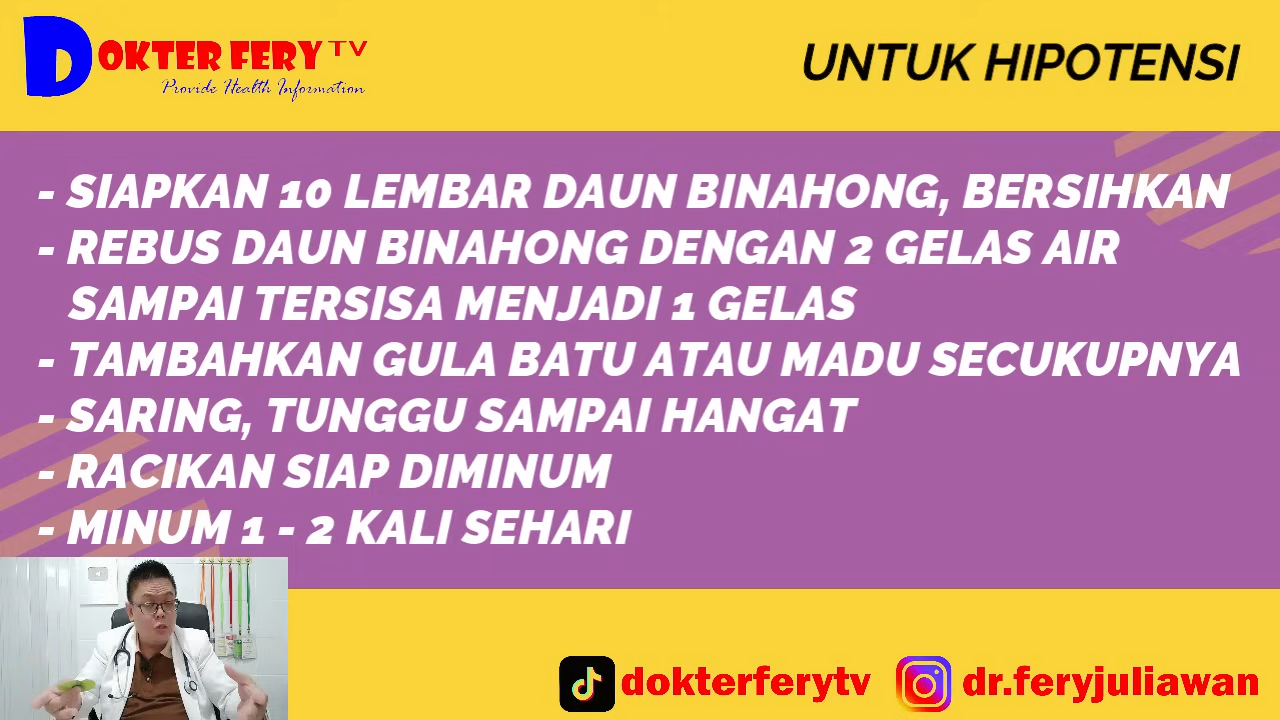 DOKTER FERY TV
Provide Health Information
UNTUK HIPOTENSI
- SIAPKAN 10 LEMBAR DAUN BINAHONG, BERSIHKAN
- REBUS DAUN BINAHONG DENGAN 2 GELAS AIR
SAMPAI TERSISA MENJADI 1 GELAS
- TAMBAHKAN GULA BATU ATAU MADU SECUKUPNYA
- SARING, TUNGGU SAMPAI HANGAT
- RACIKAN SIAP DIMINUM
- MINUM 1 - 2 KALI SEHARI
dokterferytv
dr.feryjuliawan